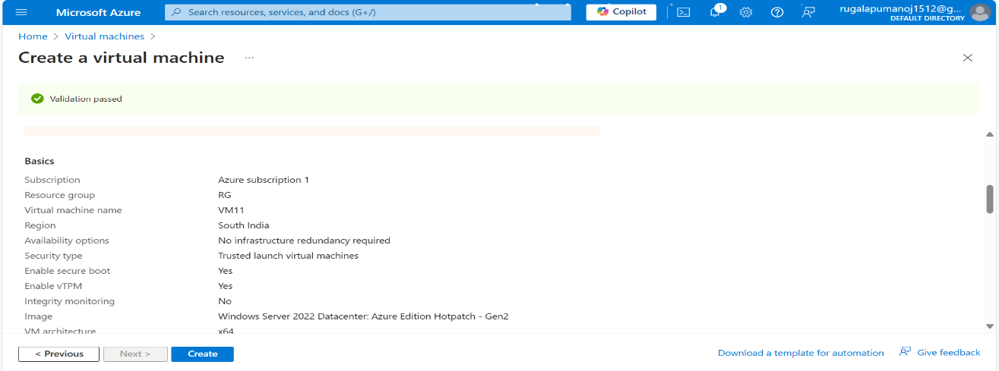 Microsoft Azure
Search resources, services, and docs (G+/)
Copilot
1
rugalapumanoj1512@g...
DEFAULT DIRECTORY
Home > Virtual machines >
Create a virtual machine ...
Validation passed
Basics
Subscription Azure subscription 1
Resource group RG
Virtual machine name VM11
Region South India
Availability options No infrastructure redundancy required
Security type Trusted launch virtual machines
Enable secure boot Yes
Enable vTPM Yes
Integrity monitoring No
Image Windows Server 2022 Datacenter: Azure Edition Hotpatch - Gen2
VM architecture x64
< Previous Next > Create Download a template for automation Give feedback